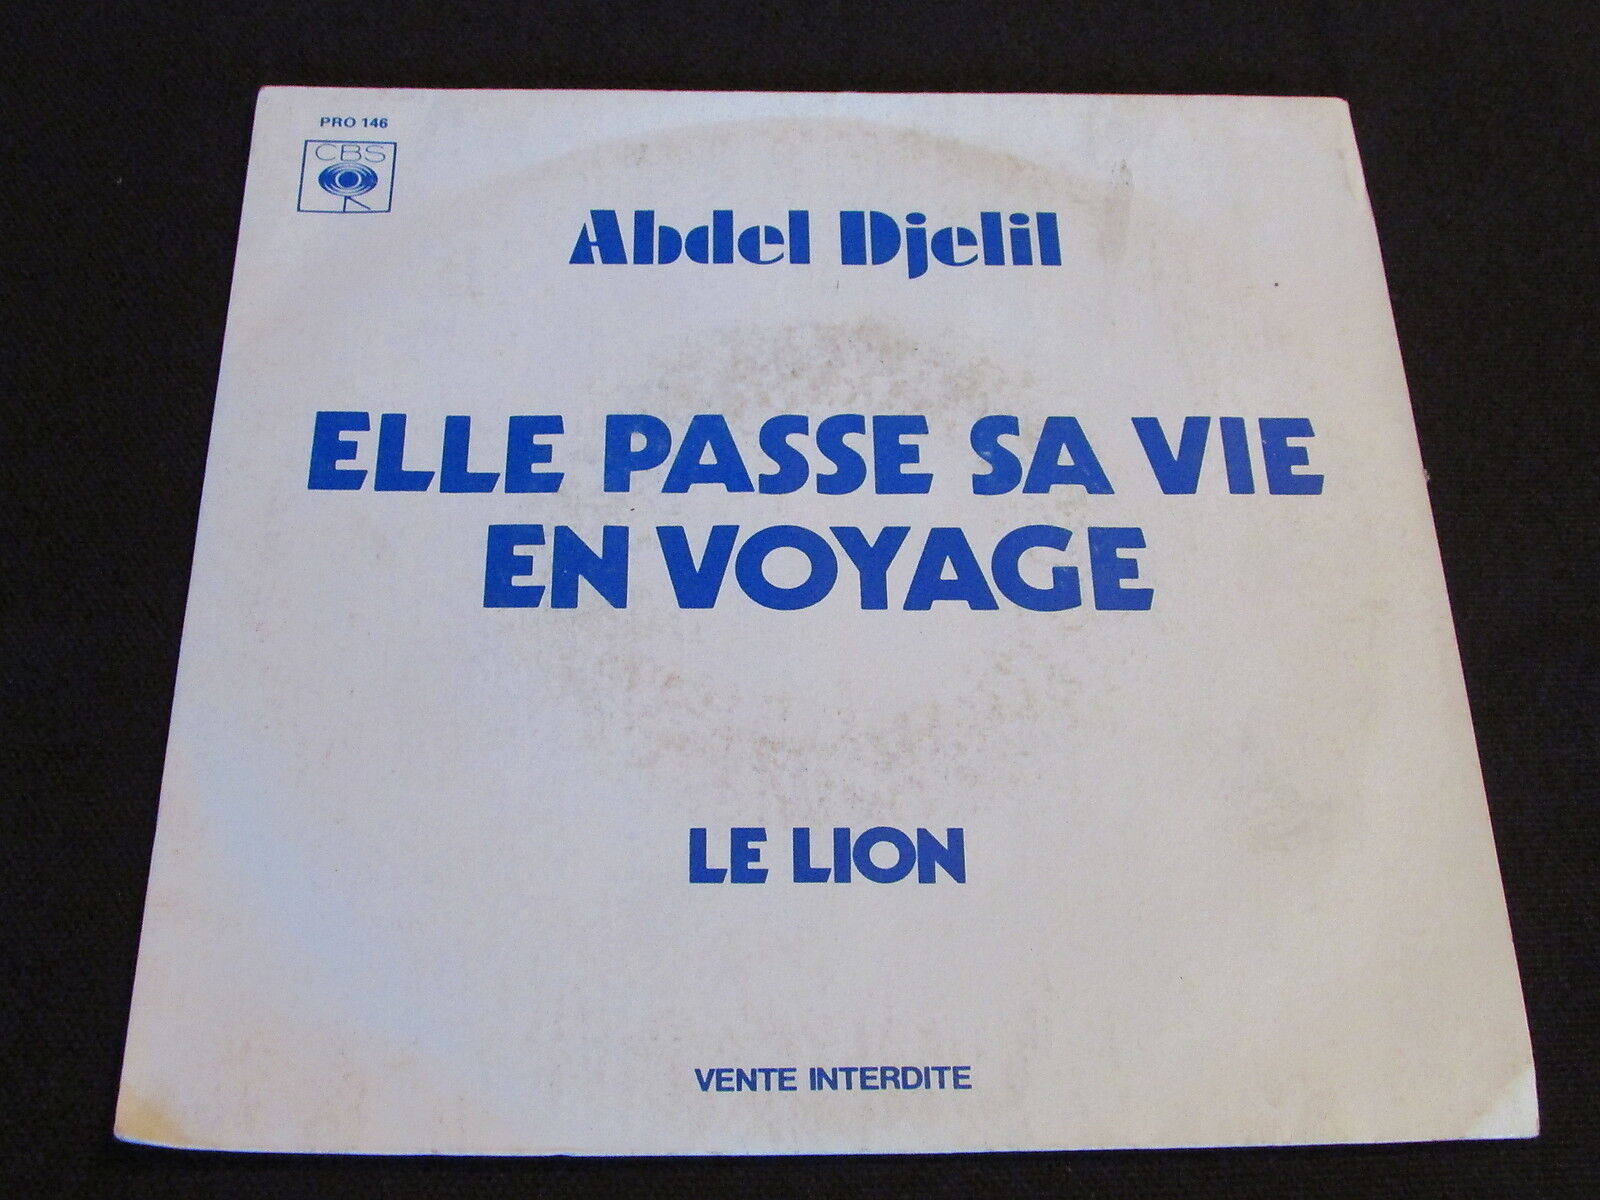 PRO 146
CBS
Abdel Djelil
ELLE PASSE SA VIE
EN VOYAGE
LE LION
VENTE INTERDITE